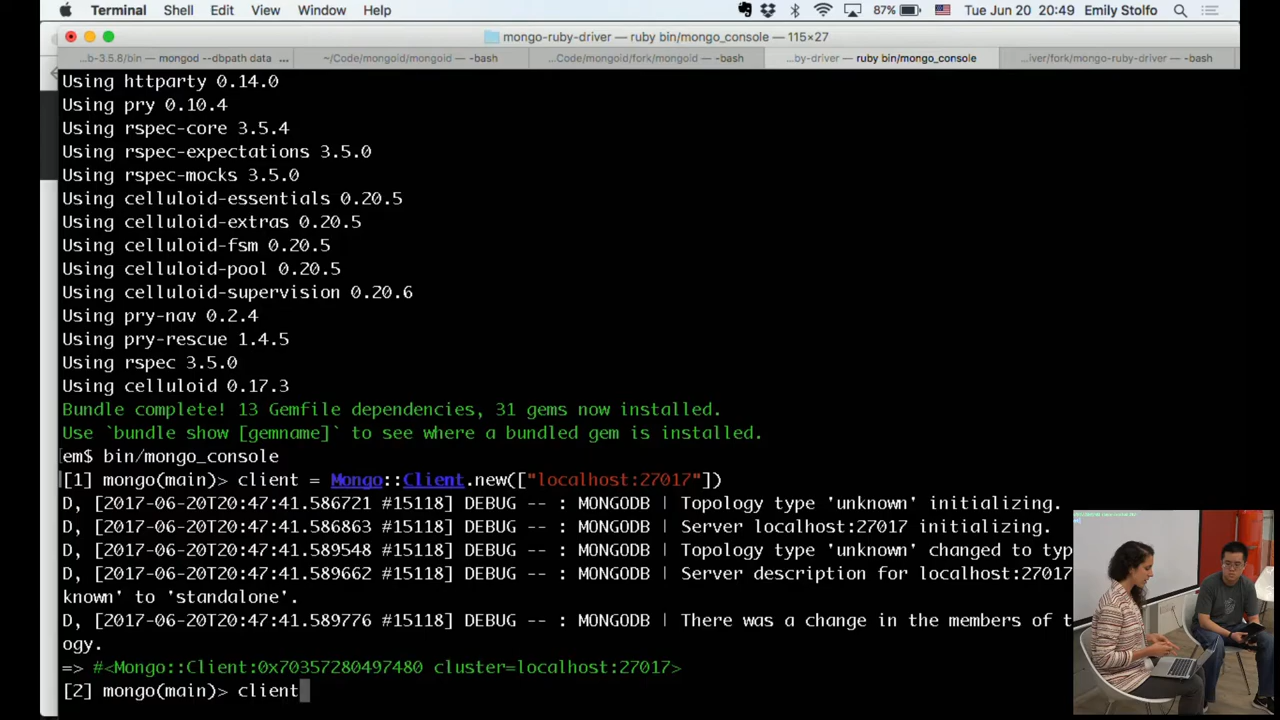 Terminal Shell Edit View Window Help 87% Tue Jun 20 20:49 Emily Stolfo
mongo-ruby-driver — ruby bin/mongo_console — 115×27
...b-3.5.8/bin — mongod --dbpath data ... ~/Code/mongoid/mongoid — -bash ...Code/mongoid/fork/mongoid — -bash ...by-driver — ruby bin/mongo_console ...iver/fork/mongo-ruby-driver — -bash
Using httparty 0.14.0
Using pry 0.10.4
Using rspec-core 3.5.4
Using rspec-expectations 3.5.0
Using rspec-mocks 3.5.0
Using celluloid-essentials 0.20.5
Using celluloid-extras 0.20.5
Using celluloid-fsm 0.20.5
Using celluloid-pool 0.20.5
Using celluloid-supervision 0.20.6
Using pry-nav 0.2.4
Using pry-rescue 1.4.5
Using rspec 3.5.0
Using celluloid 0.17.3
Bundle complete! 13 Gemfile dependencies, 31 gems now installed.
Use `bundle show [gemname]` to see where a bundled gem is installed.
em$ bin/mongo_console
[1] mongo(main)> client = Mongo::Client.new(["localhost:27017"])
D, [2017-06-20T20:47:41.586721 #15118] DEBUG -- : MONGODB | Topology type 'unknown' initializing.
D, [2017-06-20T20:47:41.586863 #15118] DEBUG -- : MONGODB | Server localhost:27017 initializing.
D, [2017-06-20T20:47:41.589548 #15118] DEBUG -- : MONGODB | Topology type 'unknown' changed to typ
D, [2017-06-20T20:47:41.589662 #15118] DEBUG -- : MONGODB | Server description for localhost:27017
known' to 'standalone'.
D, [2017-06-20T20:47:41.589776 #15118] DEBUG -- : MONGODB | There was a change in the members of t
ogy.
=> #<Mongo::Client:0x70357280497480 cluster=localhost:27017>
[2] mongo(main)> client